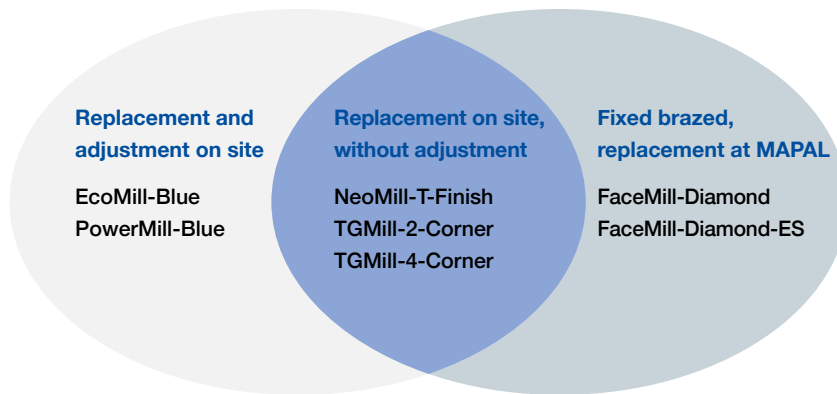 Replacement and
adjustment on site
EcoMill-Blue
PowerMill-Blue
Replacement on site,
without adjustment
NeoMill-T-Finish
TGMill-2-Corner
TGMill-4-Corner
Fixed brazed,
replacement at MAPAL
FaceMill-Diamond
FaceMill-Diamond-ES